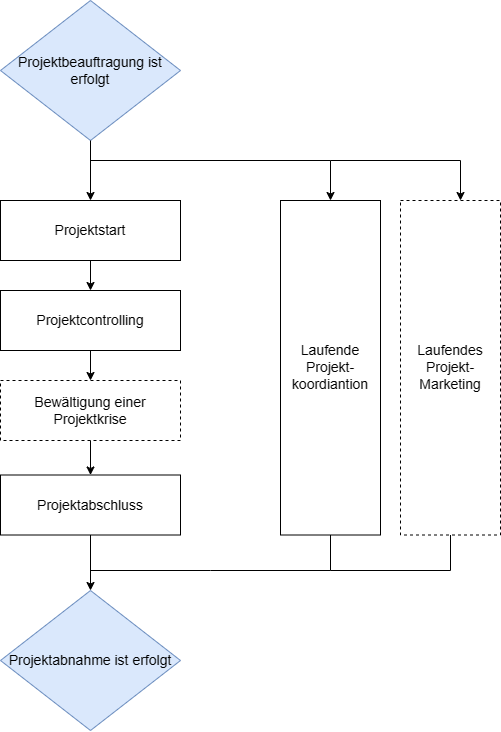 Projektbeauftragung ist
erfolgt
Projektstart
Projektcontrolling
Bewältigung einer
Projektkrise
Projektabschluss
Laufende
Projekt-
koordiantion
Laufendes
Projekt-
Marketing
Projektabnahme ist erfolgt